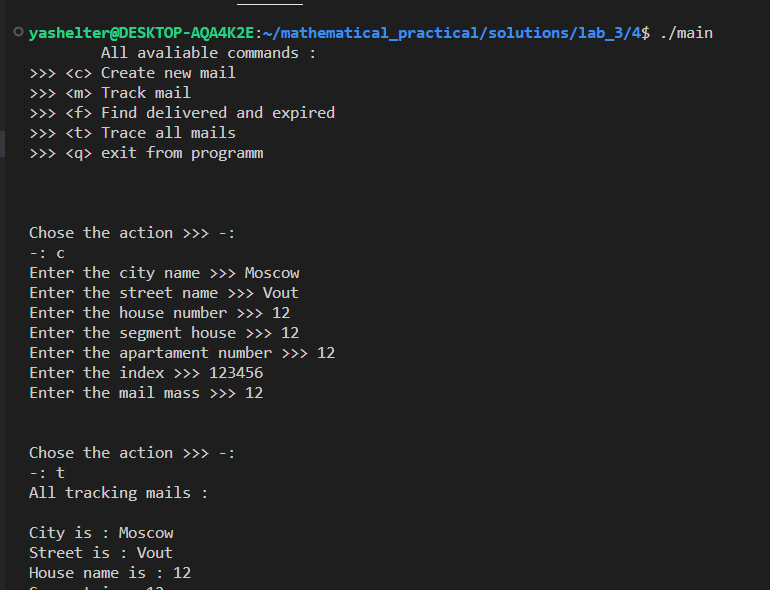 yashelter@DESKTOP-AQA4K2E:~/mathematical_practical/solutions/lab_3/4$ ./main
All avaliable commands :
>>> <c> Create new mail
>>> <m> Track mail
>>> <f> Find delivered and expired
>>> <t> Trace all mails
>>> <q> exit from programm
Chose the action >>> -:
-: c
Enter the city name >>> Moscow
Enter the street name >>> Vout
Enter the house number >>> 12
Enter the segment house >>> 12
Enter the apartament number >>> 12
Enter the index >>> 123456
Enter the mail mass >>> 12
Chose the action >>> -:
-: t
All tracking mails :
City is : Moscow
Street is : Vout
House name is : 12